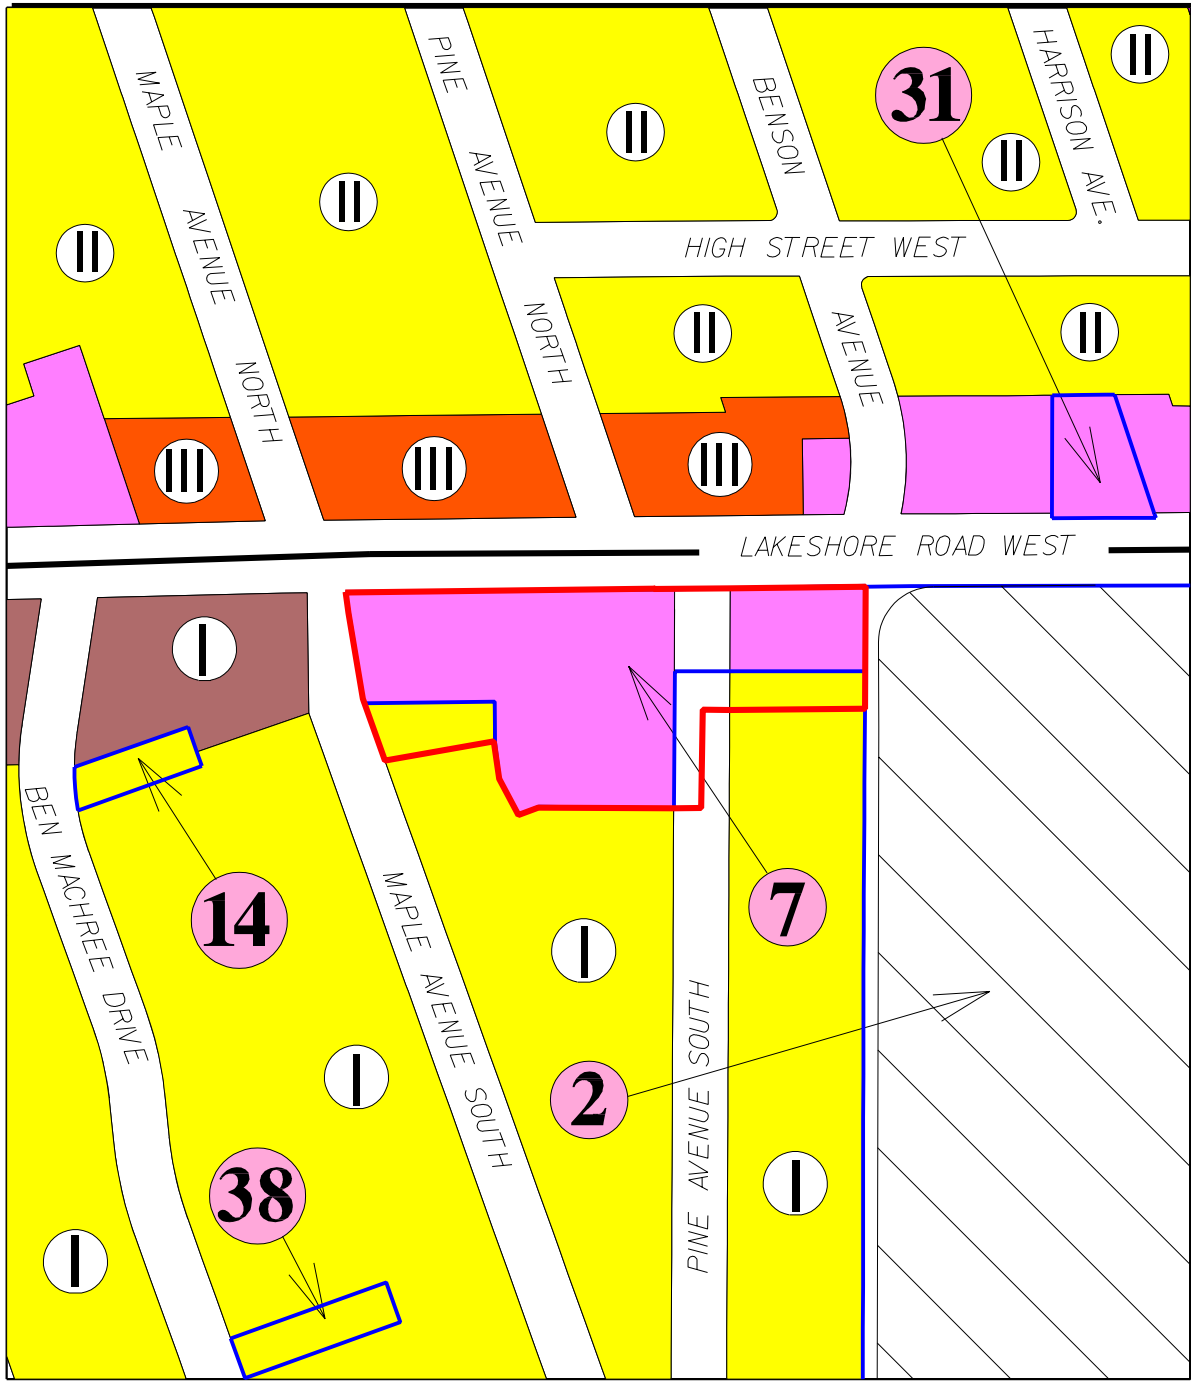 MAPLE AVENUE NORTH
PINE AVENUE NORTH
BENSON AVENUE
HARRISON AVE.
31
II
II
II
II
II
HIGH STREET WEST
II
II
III
III
III
LAKESHORE ROAD WEST
I
14
7
BEN MACHREE DRIVE
MAPLE AVENUE SOUTH
I
PINE AVENUE SOUTH
2
I
38
I
I